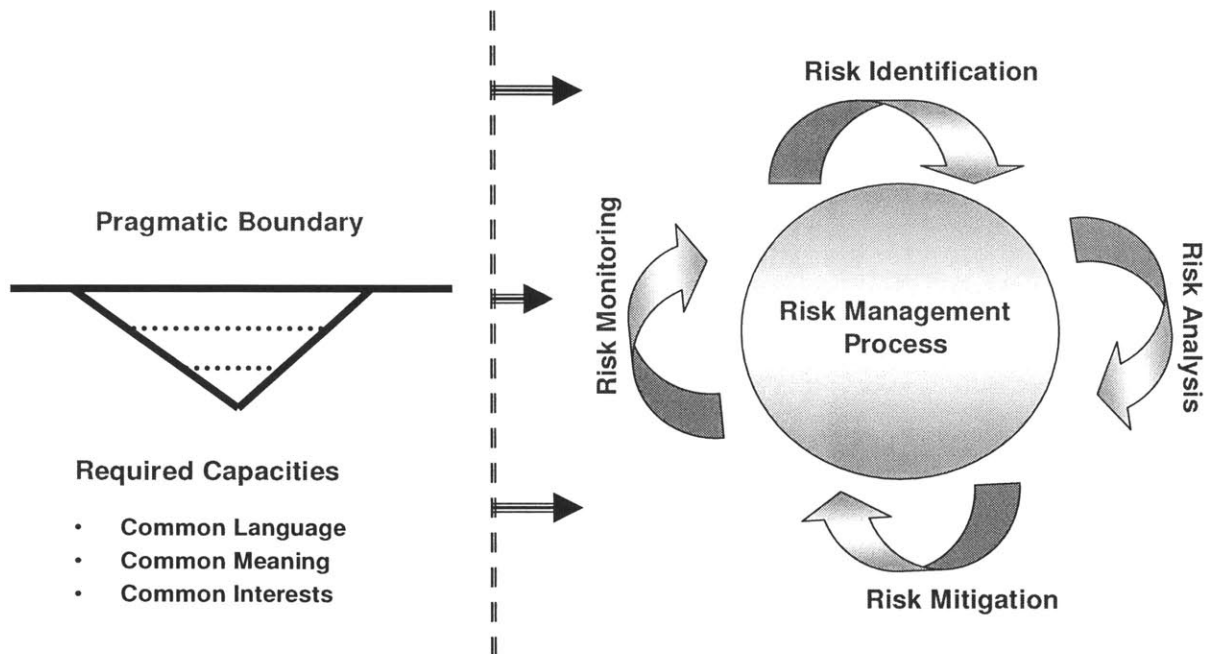 Pragmatic Boundary
Required Capacities
• Common Language
• Common Meaning
• Common Interests
Risk Identification
Risk Monitoring
Risk Management
Process
Risk Analysis
Risk Mitigation